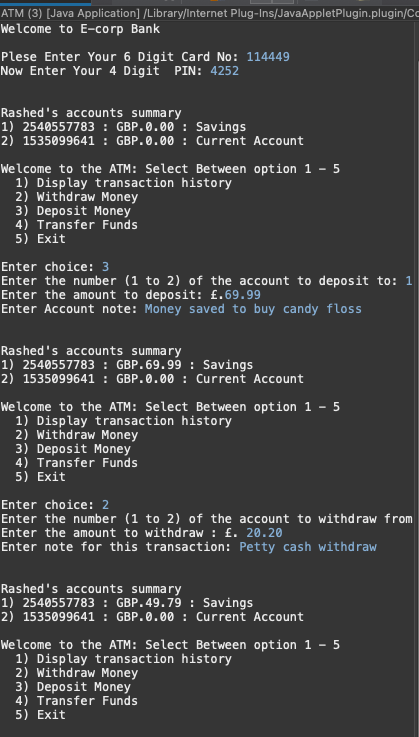 ATM (3) [Java Application] /Library/Internet Plug-Ins/JavaAppletPlugin.plugin/Co
Welcome to E-corp Bank
Plese Enter Your 6 Digit Card No: 114449
Now Enter Your 4 Digit  PIN: 4252
Rashed's accounts summary
1) 2540557783 : GBP.0.00 : Savings
2) 1535099641 : GBP.0.00 : Current Account
Welcome to the ATM: Select Between option 1 – 5
1) Display transaction history
2) Withdraw Money
3) Deposit Money
4) Transfer Funds
5) Exit
Enter choice: 3
Enter the number (1 to 2) of the account to deposit to: 1
Enter the amount to deposit: £.69.99
Enter Account note: Money saved to buy candy floss
Rashed's accounts summary
1) 2540557783 : GBP.69.99 : Savings
2) 1535099641 : GBP.0.00 : Current Account
Welcome to the ATM: Select Between option 1 – 5
1) Display transaction history
2) Withdraw Money
3) Deposit Money
4) Transfer Funds
5) Exit
Enter choice: 2
Enter the number (1 to 2) of the account to withdraw from
Enter the amount to withdraw : £. 20.20
Enter note for this transaction: Petty cash withdraw
Rashed's accounts summary
1) 2540557783 : GBP.49.79 : Savings
2) 1535099641 : GBP.0.00 : Current Account
Welcome to the ATM: Select Between option 1 – 5
1) Display transaction history
2) Withdraw Money
3) Deposit Money
4) Transfer Funds
5) Exit